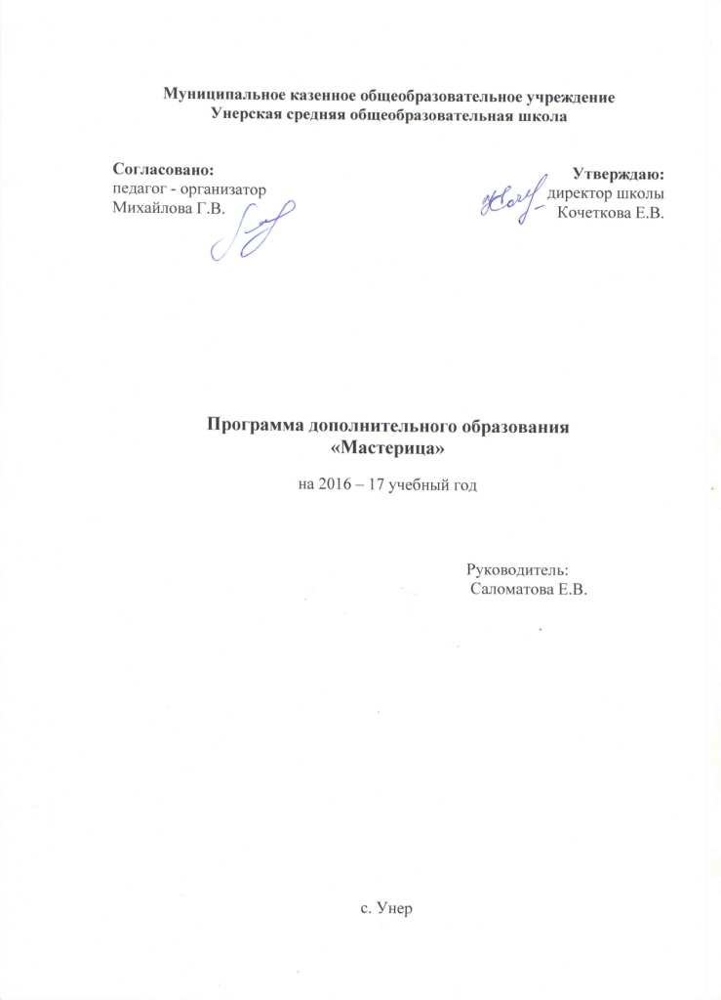 Муниципальное казенное общеобразовательное учреждение
Унерская средняя общеобразовательная школа
Согласовано:
педагог - организатор
Михайлова Г.В.
Утверждаю:
директор школы
Кочеткова Е.В.
Программа дополнительного образования
«Мастерица»
на 2016 – 17 учебный год
Руководитель:
Саломатова Е.В.
с. Унер